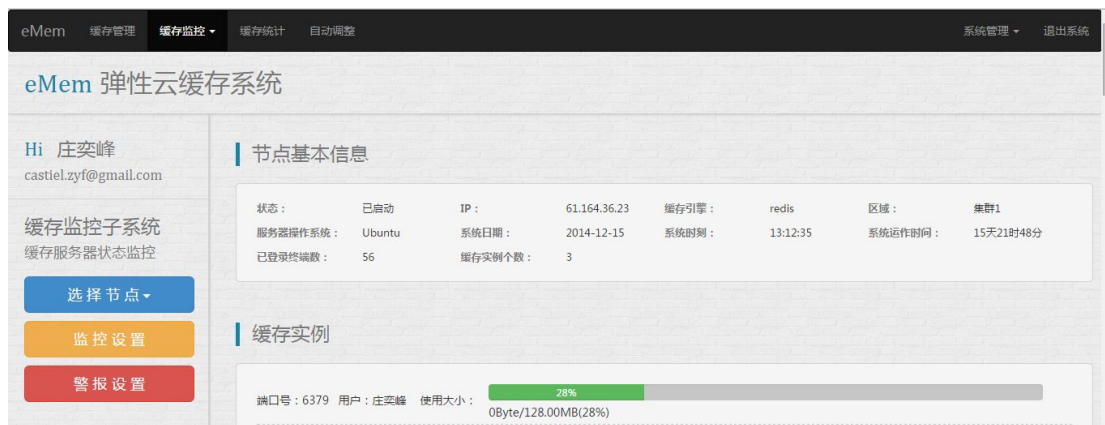 eMem 缓存管理 缓存监控 缓存统计 自动调整 系统管理 退出系统
eMem 弹性云缓存系统
Hi 庄奕峰
castiel.zyf@gmail.com
缓存监控子系统
缓存服务器状态监控
选择节点
监控设置
警报设置
节点基本信息
状态： 已启动 IP： 61.164.36.23 缓存引擎： redis 区域： 集群1
服务器操作系统： Ubuntu 系统日期： 2014-12-15 系统时刻： 13:12:35 系统运作时间： 15天21时48分
已登录终端数： 56 缓存实例个数： 3
缓存实例
端口号：6379 用户：庄奕峰 使用大小： 28%
0Byte/128.00MB(28%)